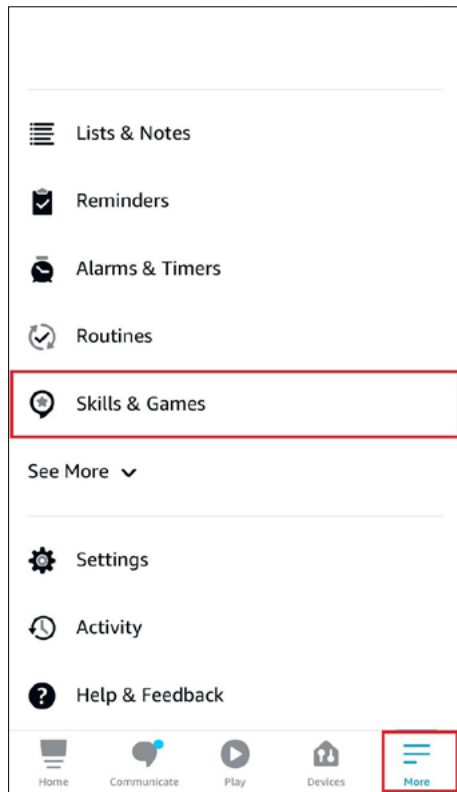 Lists & Notes
Reminders
Alarms & Timers
Routines
Skills & Games
See More
Settings
Activity
Help & Feedback
Home Communicate Play Devices More